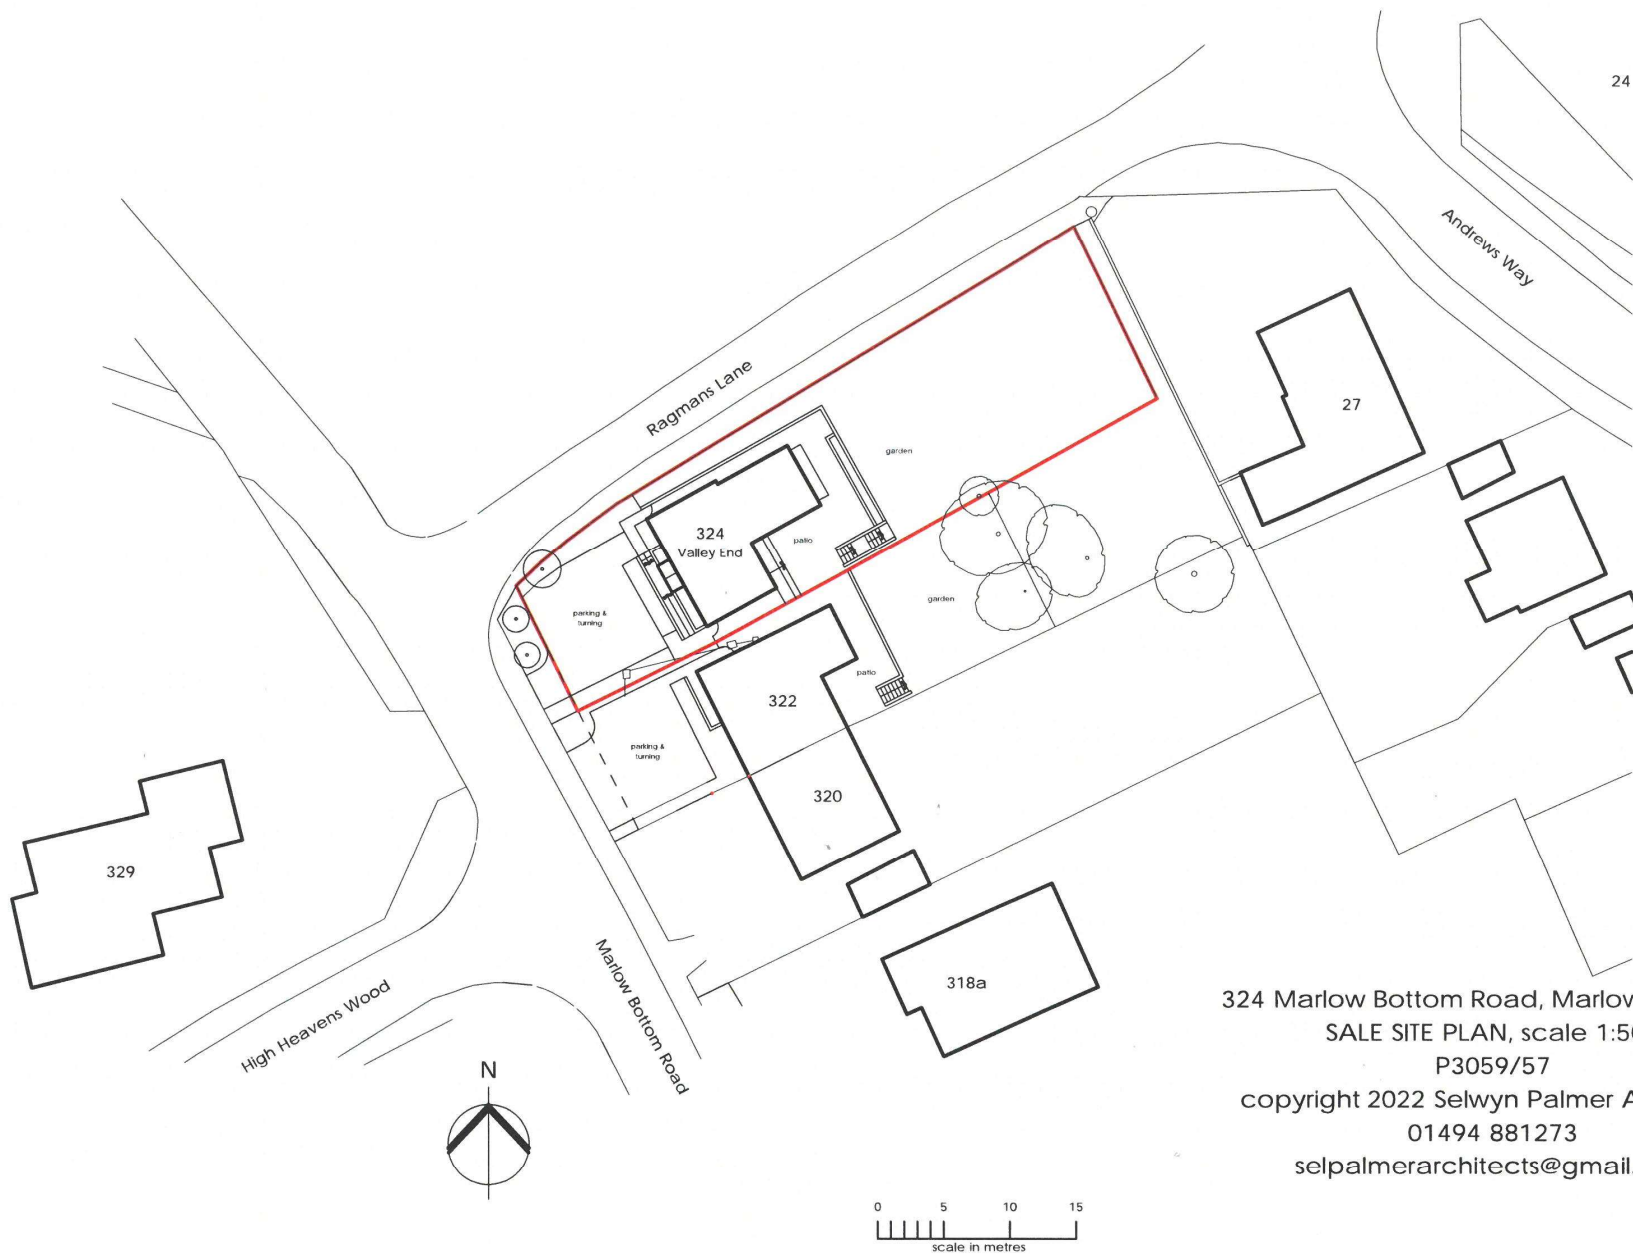 24
Andrews Way
Ragmans Lane
27
garden
324
Valley End
patio
parking &
turning
garden
patio
322
parking &
turning
320
329
318a
High Heavens Wood
Marlow Bottom Road
N
324 Marlow Bottom Road, Marlow
SALE SITE PLAN, scale 1:50
P3059/57
copyright 2022 Selwyn Palmer A
01494 881273
selpalmerarchitects@gmail.
0 5 10 15
scale in metres